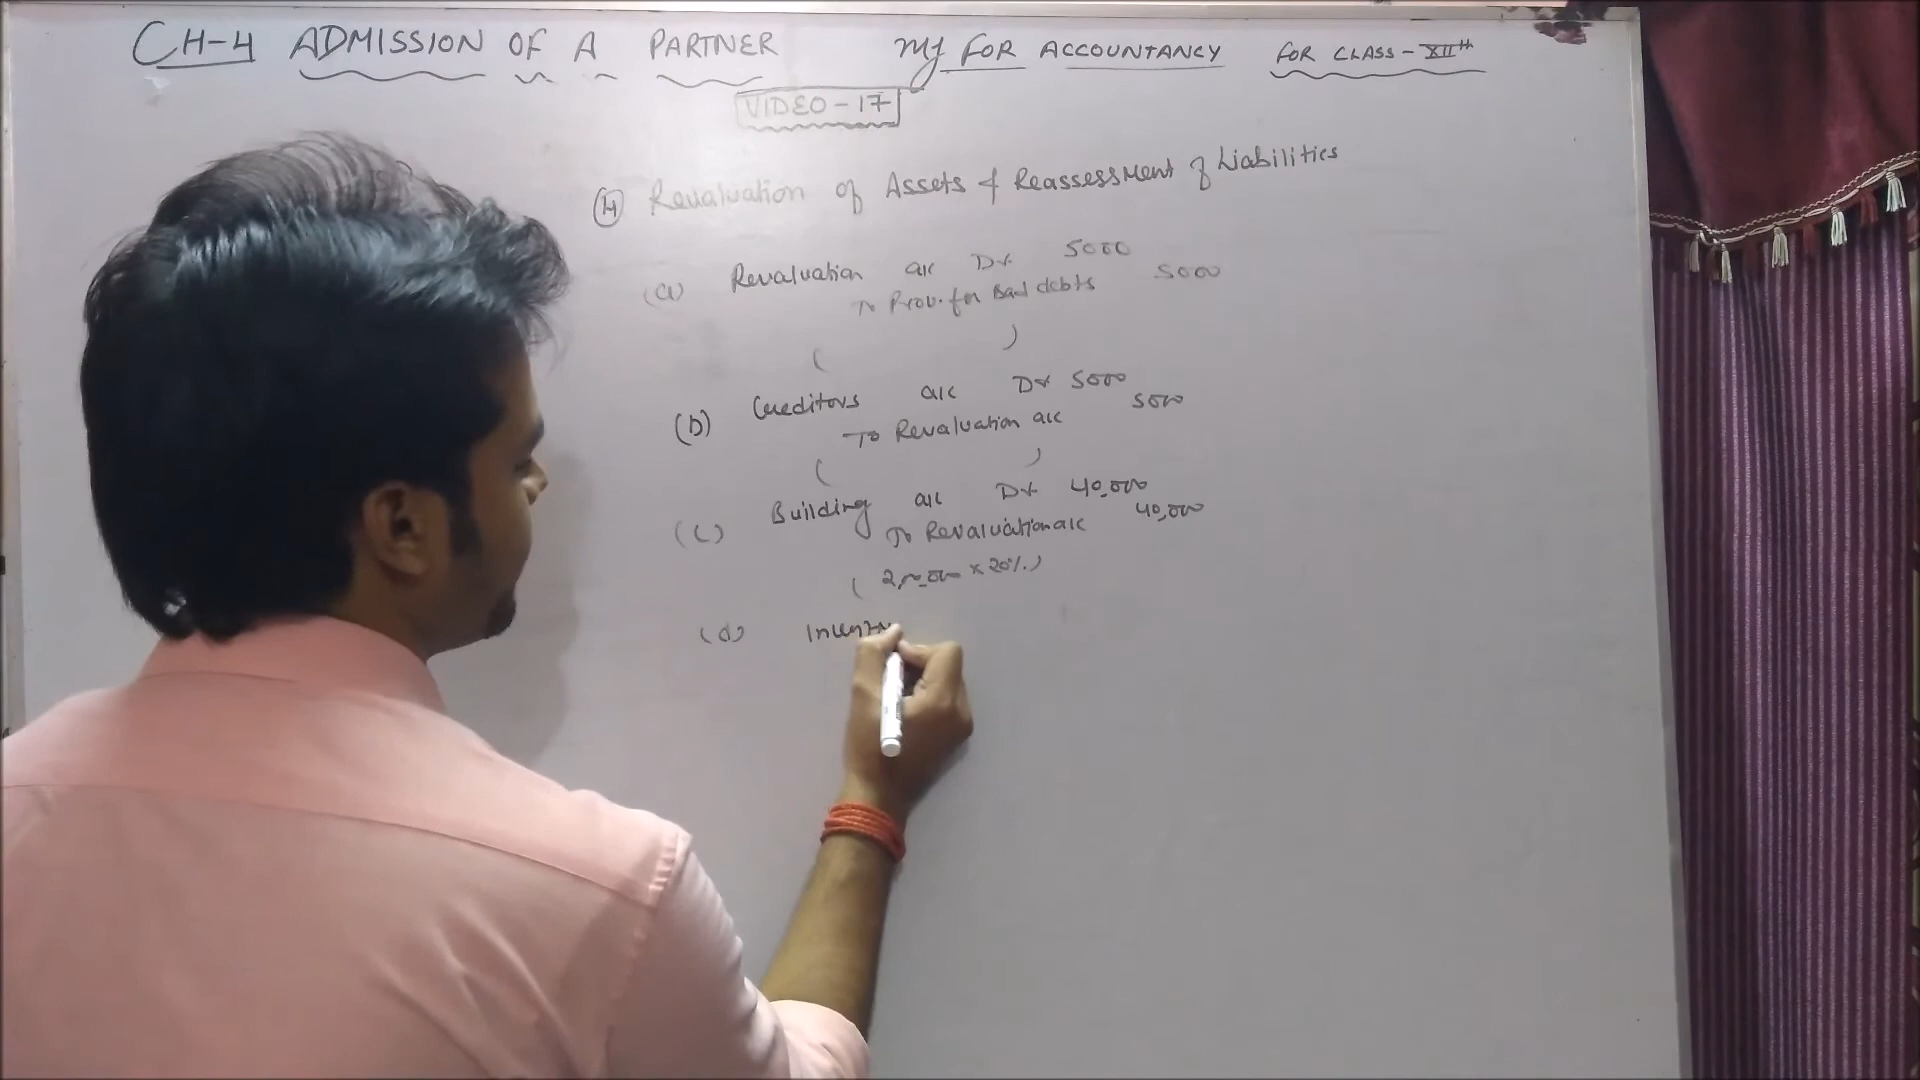 CH-4 ADMISSION OF A PARTNER MJ FOR ACCOUNTANCY FOR CLASS-XIIth
VIDEO-17
(4) Revaluation of Assets & Reassessment of Liabilities
(a) Revaluation a/c Dr 5000
To Prov. for Bad debts 5000
( )
(b) Creditors a/c Dr 5000
To Revaluation a/c 5000
( )
(c) Building a/c Dr 40,000
To Revaluation a/c 40,000
(2,00,000 x 20%.)
(d)